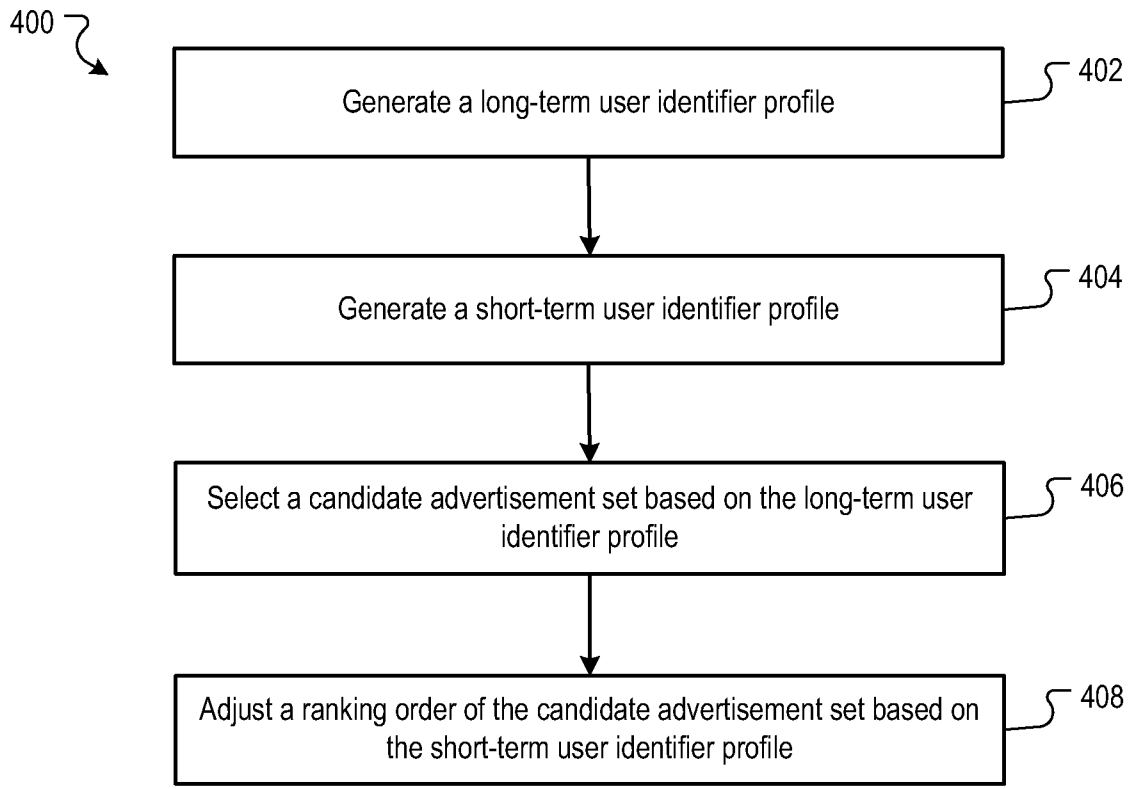 400
402
Generate a long-term user identifier profile
404
Generate a short-term user identifier profile
406
Select a candidate advertisement set based on the long-term user
identifier profile
408
Adjust a ranking order of the candidate advertisement set based on
the short-term user identifier profile